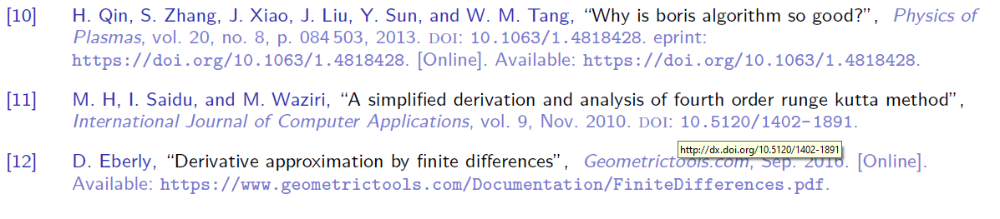 [10] H. Qin, S. Zhang, J. Xiao, J. Liu, Y. Sun, and W. M. Tang, “Why is boris algorithm so good?”, Physics of
Plasmas, vol. 20, no. 8, p. 084 503, 2013. DOI: 10.1063/1.4818428. eprint:
https://doi.org/10.1063/1.4818428. [Online]. Available: https://doi.org/10.1063/1.4818428.
[11] M. H, I. Saidu, and M. Waziri, “A simplified derivation and analysis of fourth order runge kutta method”,
International Journal of Computer Applications, vol. 9, Nov. 2010. DOI: 10.5120/1402-1891.
http://dx.doi.org/10.5120/1402-1891
[12] D. Eberly, “Derivative approximation by finite differences”, Geometrictools.com, Sep. 2016. [Online].
Available: https://www.geometrictools.com/Documentation/FiniteDifferences.pdf.